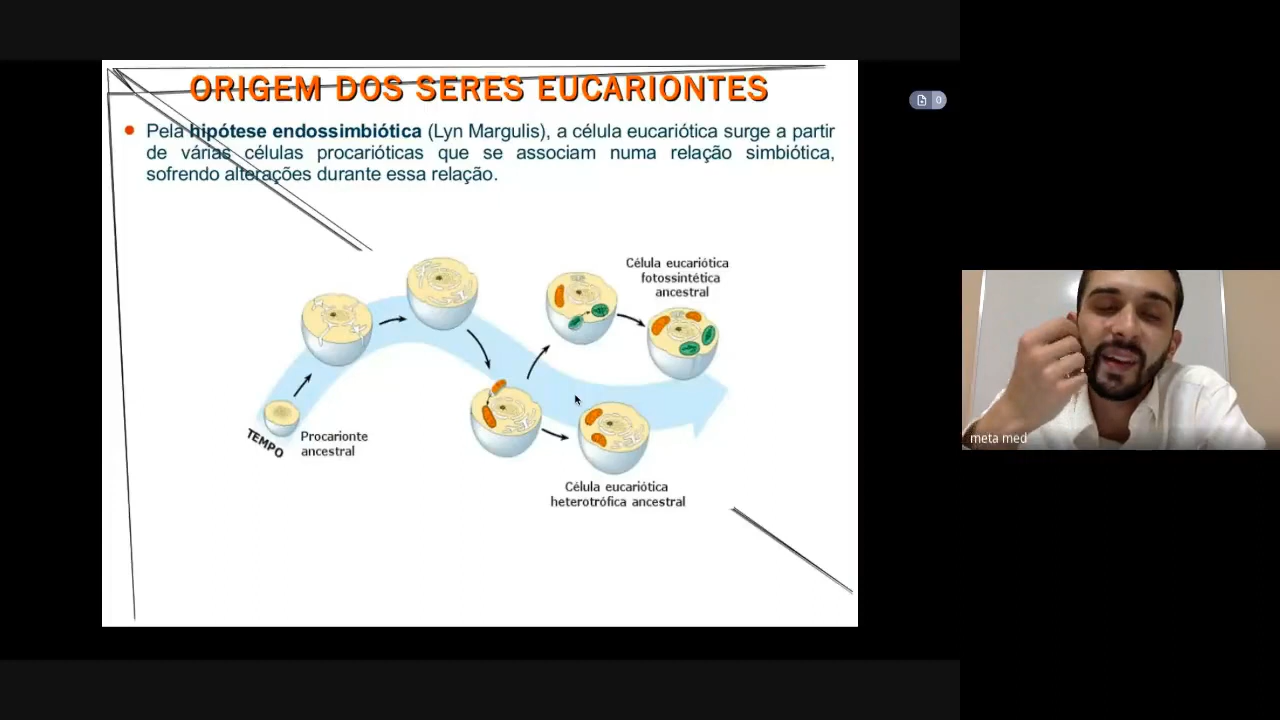 ORIGEM DOS SERES EUCARIONTES
Pela hipótese endossimbiótica (Lyn Margulis), a célula eucariótica surge a partir
de várias células procarióticas que se associam numa relação simbiótica,
sofrendo alterações durante essa relação.
Célula eucariótica
fotossintética
ancestral
TEMPO
Procarionte
ancestral
Célula eucariótica
heterotrófica ancestral
0
meta med